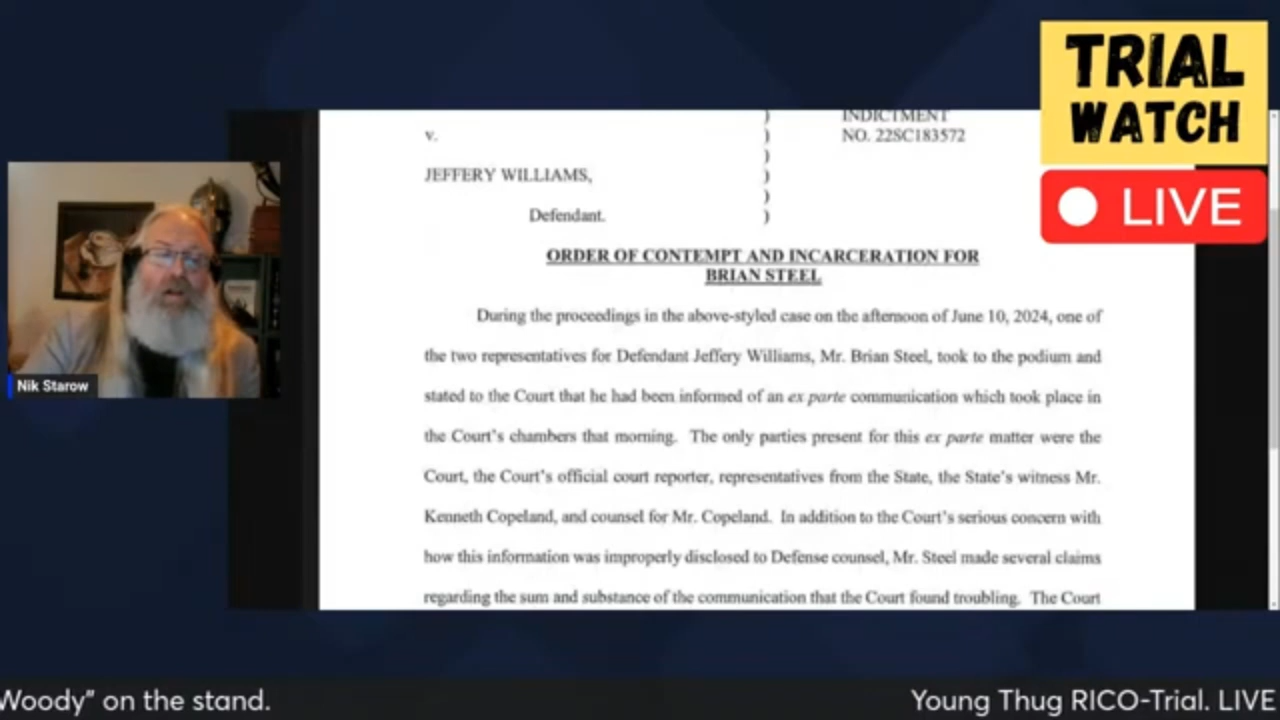 TRIAL
WATCH
LIVE
INDICTMENT
v.
NO. 22SC183572
JEFFERY WILLIAMS,
Defendant.
)
)
)
)
)
)
ORDER OF CONTEMPT AND INCARCERATION FOR
BRIAN STEEL
During the proceedings in the above-styled case on the afternoon of June 10, 2024, one of
the two representatives for Defendant Jeffery Williams, Mr. Brian Steel, took to the podium and
stated to the Court that he had been informed of an ex parte communication which took place in
the Court's chambers that morning. The only parties present for this ex parte matter were the
Court, the Court's official court reporter, representatives from the State, the State's witness Mr.
Kenneth Copeland, and counsel for Mr. Copeland. In addition to the Court's serious concern with
how this information was improperly disclosed to Defense counsel, Mr. Steel made several claims
regarding the sum and substance of the communication that the Court found troubling. The Court
Nik Starow
Woody" on the stand.
Young Thug RICO-Trial. LIVE